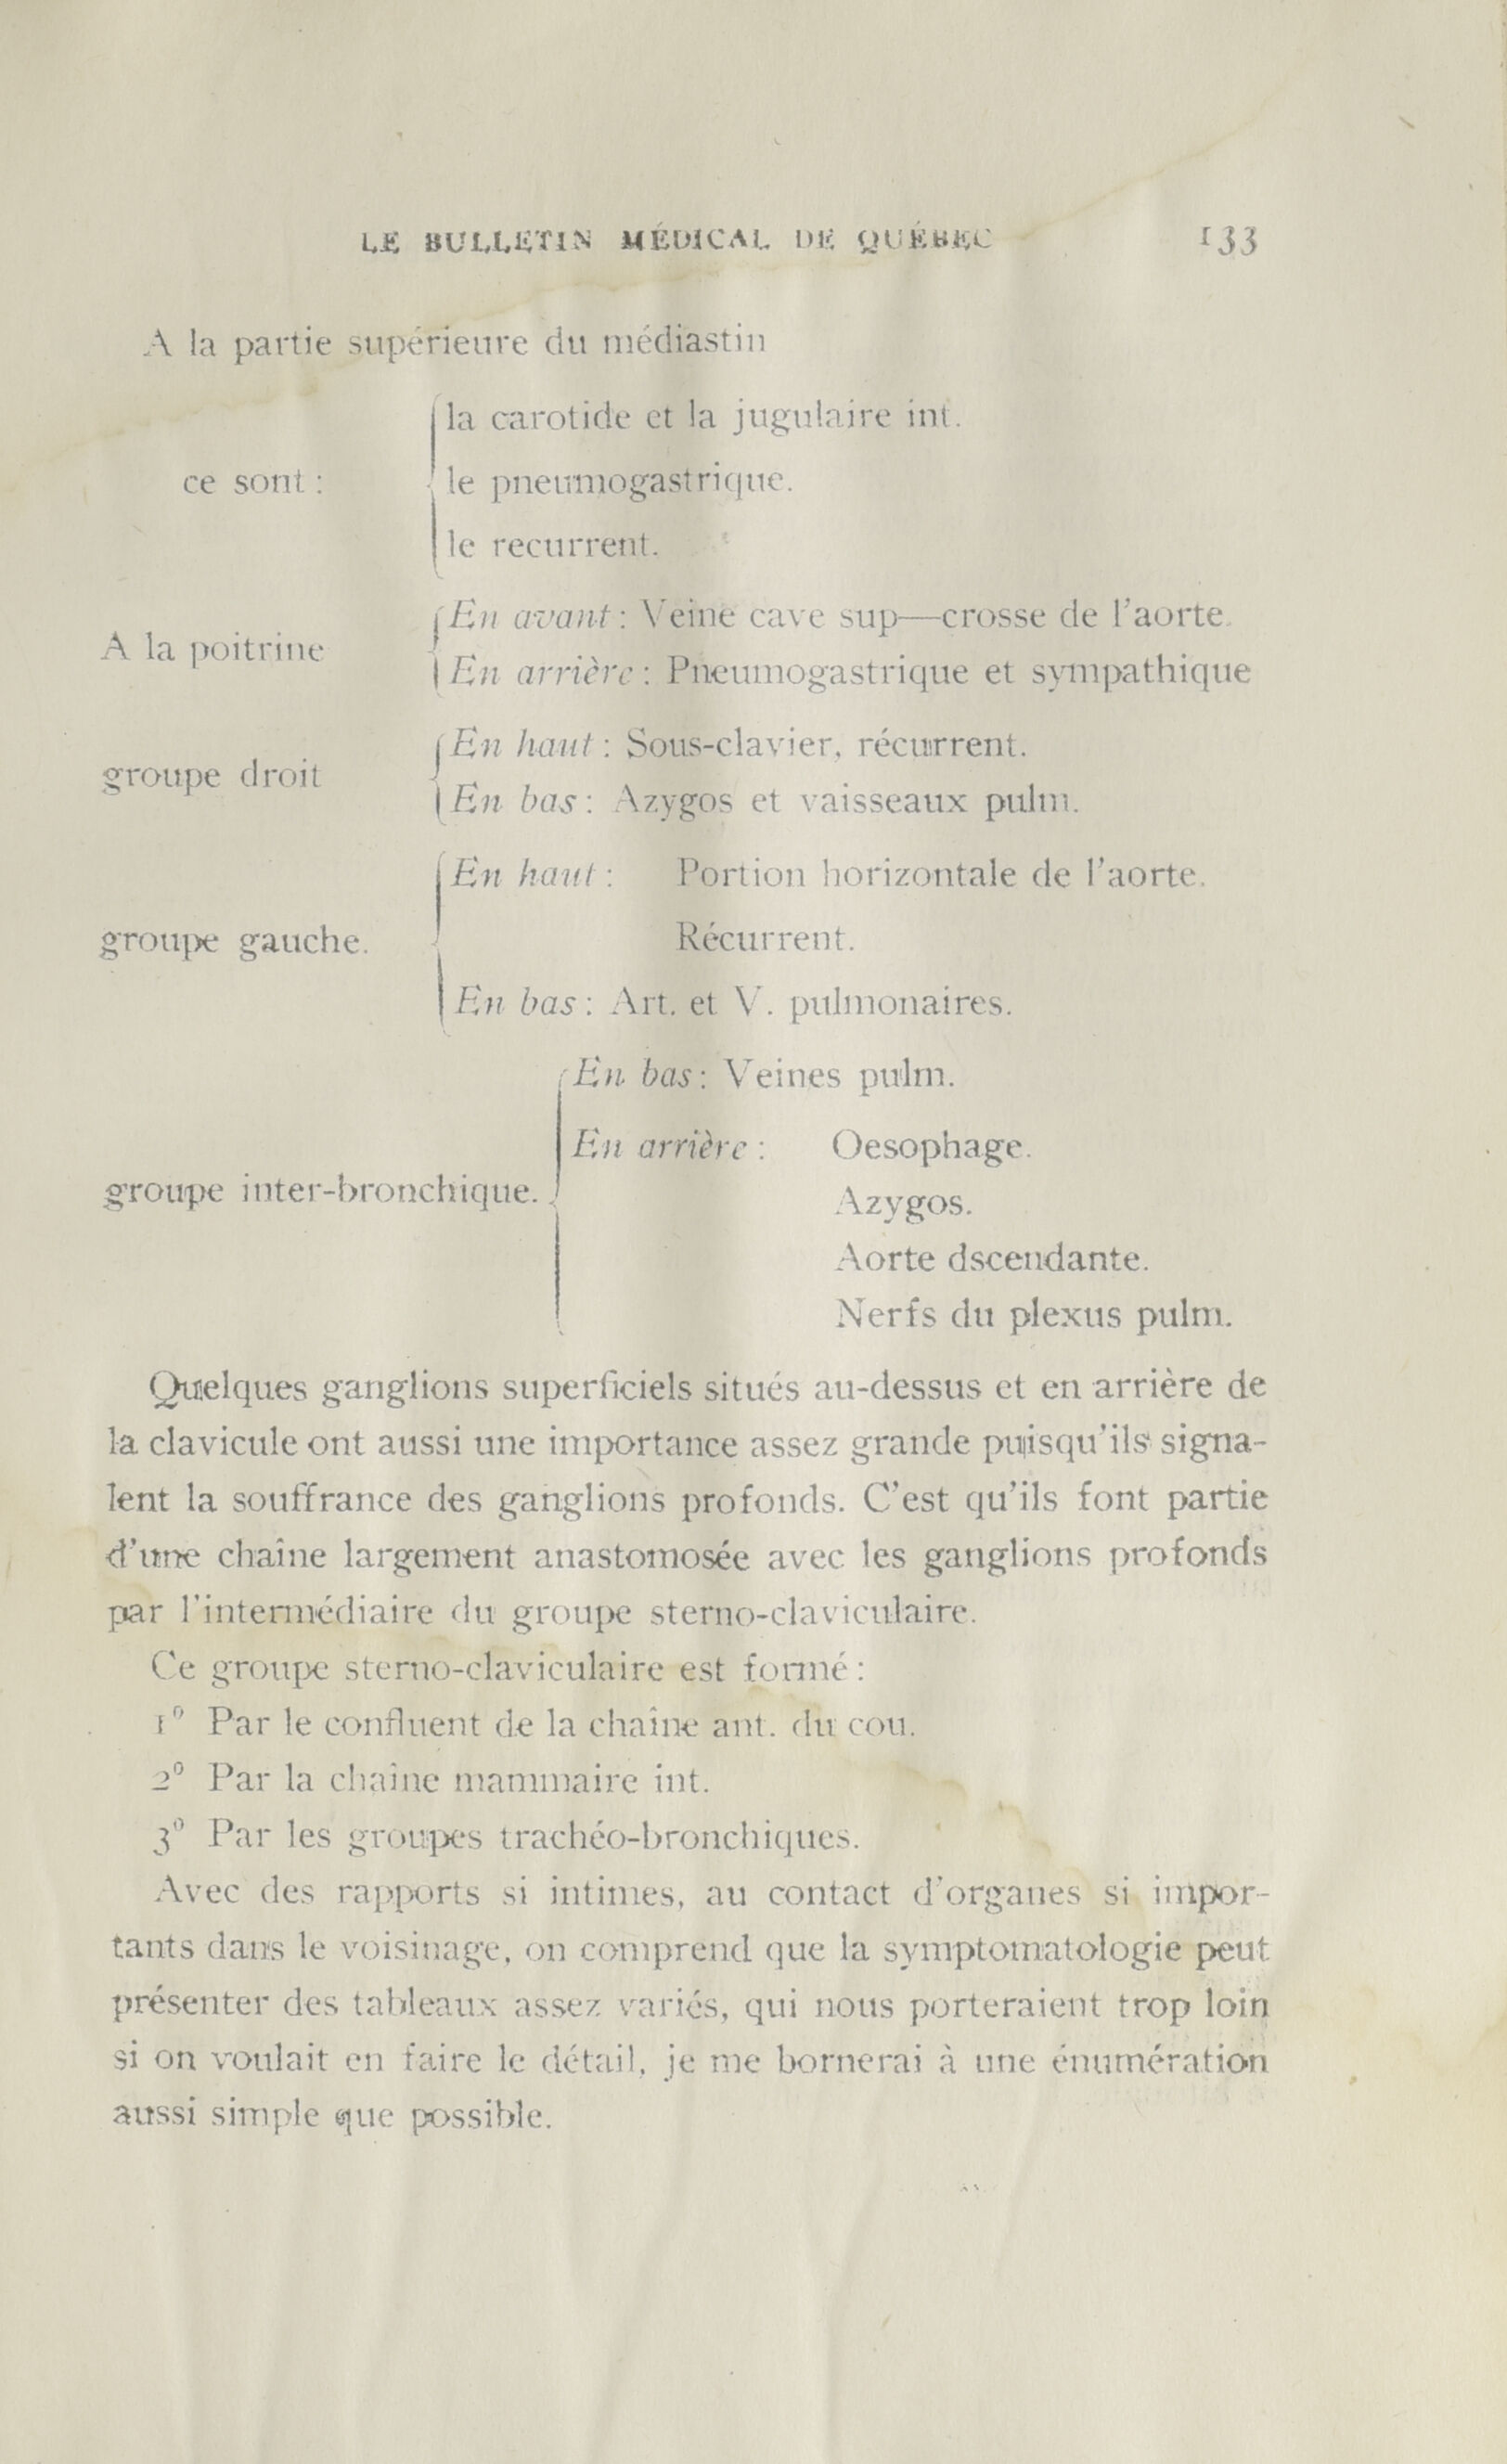 LE BULLETIN MÉDICAL DE QUÉBEC 133
A la partie supérieure du médiastin
la carotide et la jugulaire int.
ce sont : le pneumogastrique.
le recurrent.
En avant : Veine cave sup—crosse de l'aorte.
A la poitrine
En arrière : Pneumogastrique et sympathique
En haut : Sous-clavier, récurrent.
groupe droit
En bas : Azygos et vaisseaux pulm.
En haut : Portion horizontale de l'aorte.
groupe gauche. Récurrent.
En bas : Art. et V. pulmonaires.
En bas : Veines pulm.
En arrière : Oesophage.
groupe inter-bronchique. Azygos.
Aorte dscendante.
Nerfs du plexus pulm.
Quelques ganglions superficiels situés au-dessus et en arrière de
la clavicule ont aussi une importance assez grande puisqu'ils signa-
lent la souffrance des ganglions profonds. C'est qu'ils font partie
d'une chaîne largement anastomosée avec les ganglions profonds
par l'intermédiaire du groupe sterno-claviculaire.
Ce groupe sterno-claviculaire est formé :
1° Par le confluent de la chaîne ant. du cou.
2° Par la chaîne mammaire int.
3° Par les groupes trachéo-bronchiques.
Avec des rapports si intimes, au contact d'organes si impor-
tants dans le voisinage, on comprend que la symptomatologie peut
présenter des tableaux assez variés, qui nous porteraient trop loin
si on voulait en faire le détail, je me bornerai à une énumération
aussi simple que possible.